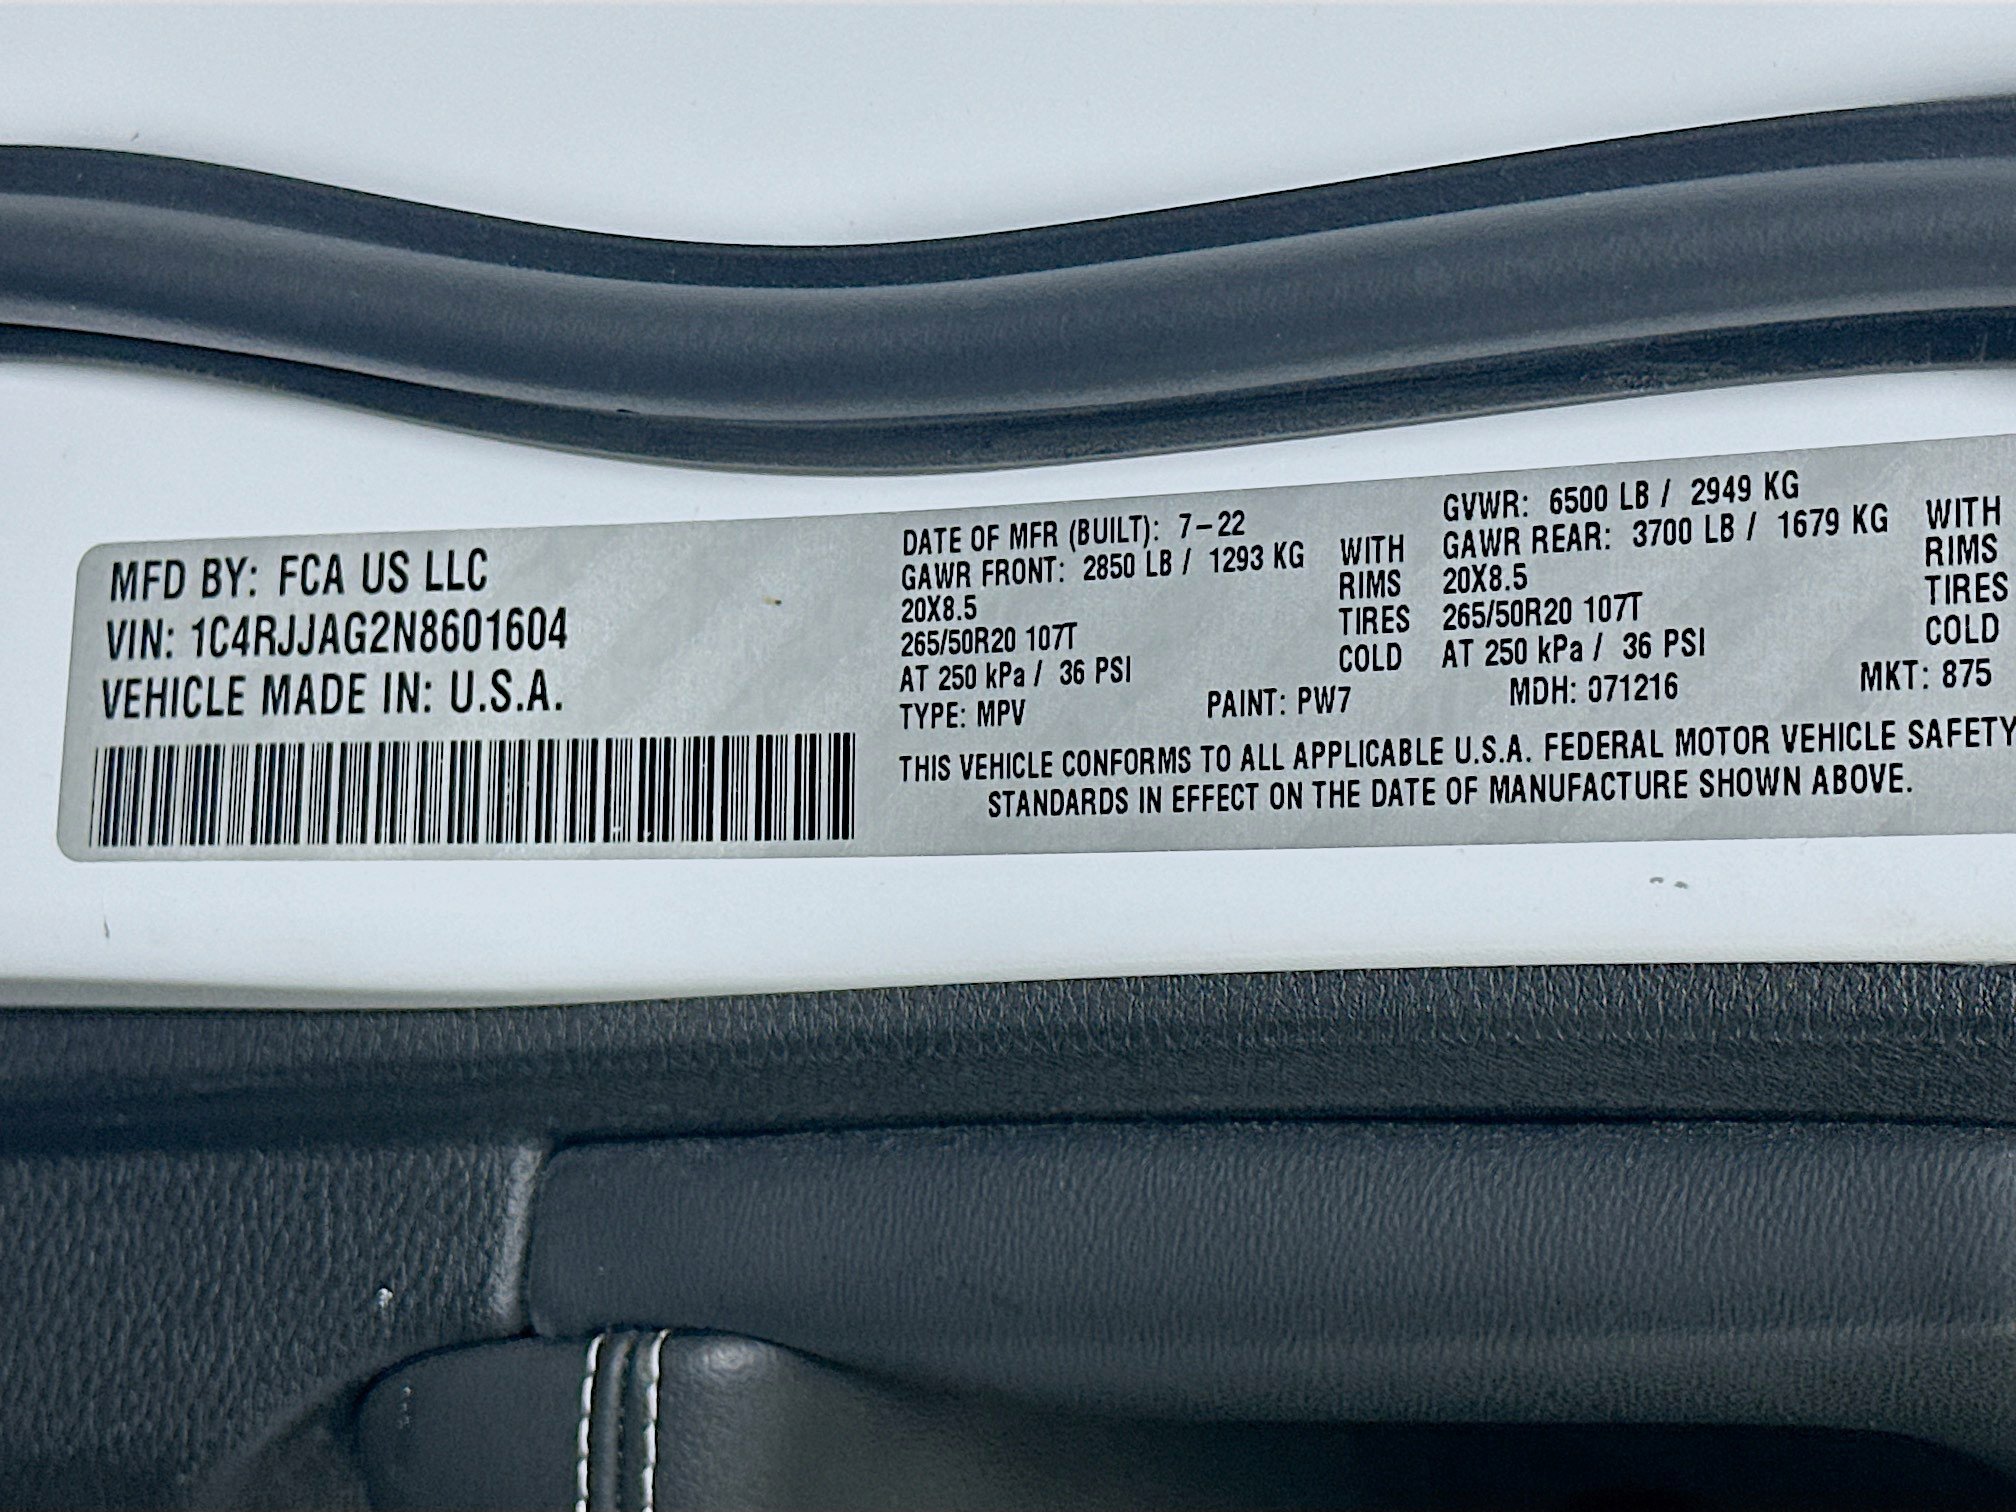 MFD BY: FCA US LLC
VIN: 1C4RJJAG2N8601604
VEHICLE MADE IN: U.S.A.
DATE OF MFR (BUILT): 7-22
GAWR FRONT: 2850 LB / 1293 KG WITH
20X8.5 RIMS
265/50R20 107T TIRES
AT 250 kPa / 36 PSI COLD
TYPE: MPV PAINT: PW7
GVWR: 6500 LB / 2949 KG
GAWR REAR: 3700 LB / 1679 KG WITH
20X8.5 RIMS
265/50R20 107T TIRES
AT 250 kPa / 36 PSI COLD
MDH: 071216 MKT: 875
THIS VEHICLE CONFORMS TO ALL APPLICABLE U.S.A. FEDERAL MOTOR VEHICLE SAFETY
STANDARDS IN EFFECT ON THE DATE OF MANUFACTURE SHOWN ABOVE.